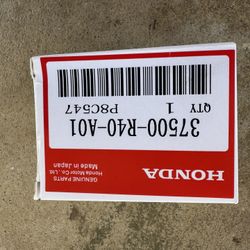 HONDA
GENUINE PARTS
Honda Motor Co., Ltd.
Made in Japan
37500-R40-A01
QTY 1
P8C547